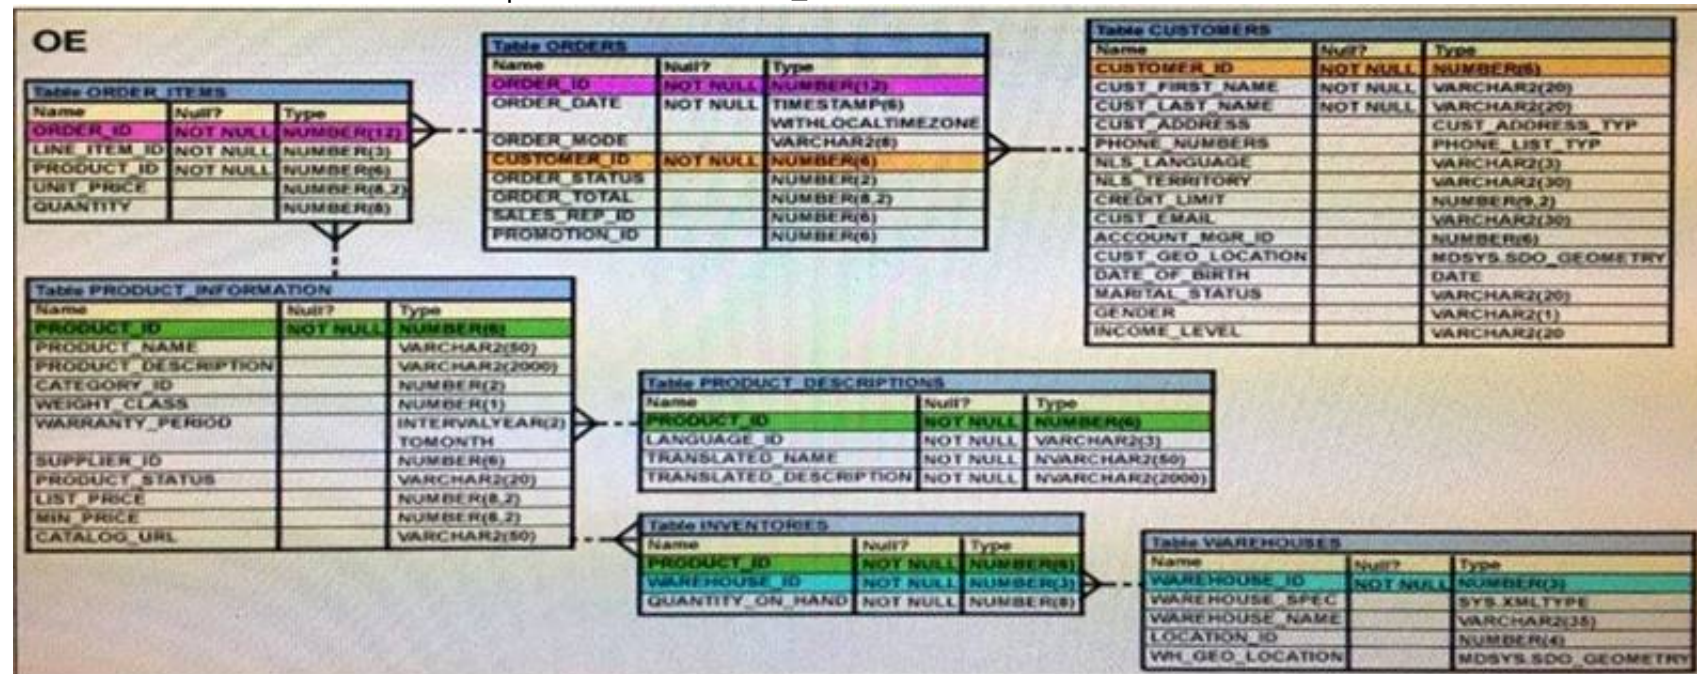 OE
Table ORDER_ITEMS
Name Null? Type
ORDER_ID NOT NULL NUMBER(12)
LINE_ITEM_ID NOT NULL NUMBER(3)
PRODUCT_ID NOT NULL NUMBER(6)
UNIT_PRICE NUMBER(8,2)
QUANTITY NUMBER(8)
Table ORDERS
Name Null? Type
ORDER_ID NOT NULL NUMBER(12)
ORDER_DATE NOT NULL TIMESTAMP(6)
WITHLOCALTIMEZONE
ORDER_MODE VARCHAR2(8)
CUSTOMER_ID NOT NULL NUMBER(6)
ORDER_STATUS NUMBER(2)
ORDER_TOTAL NUMBER(8,2)
SALES_REP_ID NUMBER(6)
PROMOTION_ID NUMBER(6)
Table CUSTOMERS
Name Null? Type
CUSTOMER_ID NOT NULL NUMBER(6)
CUST_FIRST_NAME NOT NULL VARCHAR2(20)
CUST_LAST_NAME NOT NULL VARCHAR2(20)
CUST_ADDRESS CUST_ADDRESS_TYP
PHONE_NUMBERS PHONE_LIST_TYP
NLS_LANGUAGE VARCHAR2(3)
NLS_TERRITORY VARCHAR2(30)
CREDIT_LIMIT NUMBER(9,2)
CUST_EMAIL VARCHAR2(30)
ACCOUNT_MGR_ID NUMBER(6)
CUST_GEO_LOCATION MDSYS.SDO_GEOMETRY
DATE_OF_BIRTH DATE
MARITAL_STATUS VARCHAR2(20)
GENDER VARCHAR2(1)
INCOME_LEVEL VARCHAR2(20
Table PRODUCT_INFORMATION
Name Null? Type
PRODUCT_ID NOT NULL NUMBER(6)
PRODUCT_NAME VARCHAR2(50)
PRODUCT_DESCRIPTION VARCHAR2(2000)
CATEGORY_ID NUMBER(2)
WEIGHT_CLASS NUMBER(1)
WARRANTY_PERIOD INTERVALYEAR(2)
TOMONTH
SUPPLIER_ID NUMBER(6)
PRODUCT_STATUS VARCHAR2(20)
LIST_PRICE NUMBER(8,2)
MIN_PRICE NUMBER(8,2)
CATALOG_URL VARCHAR2(50)
Table PRODUCT_DESCRIPTIONS
Name Null? Type
PRODUCT_ID NOT NULL NUMBER(6)
LANGUAGE_ID NOT NULL VARCHAR2(3)
TRANSLATED_NAME NOT NULL NVARCHAR2(50)
TRANSLATED_DESCRIPTION NOT NULL NVARCHAR2(2000)
Table INVENTORIES
Name Null? Type
PRODUCT_ID NOT NULL NUMBER(6)
WAREHOUSE_ID NOT NULL NUMBER(3)
QUANTITY_ON_HAND NOT NULL NUMBER(8)
Table WAREHOUSES
Name Null? Type
WAREHOUSE_ID NOT NULL NUMBER(3)
WAREHOUSE_SPEC SYS.XMLTYPE
WAREHOUSE_NAME VARCHAR2(35)
LOCATION_ID NUMBER(4)
WH_GEO_LOCATION MDSYS.SDO_GEOMETRY